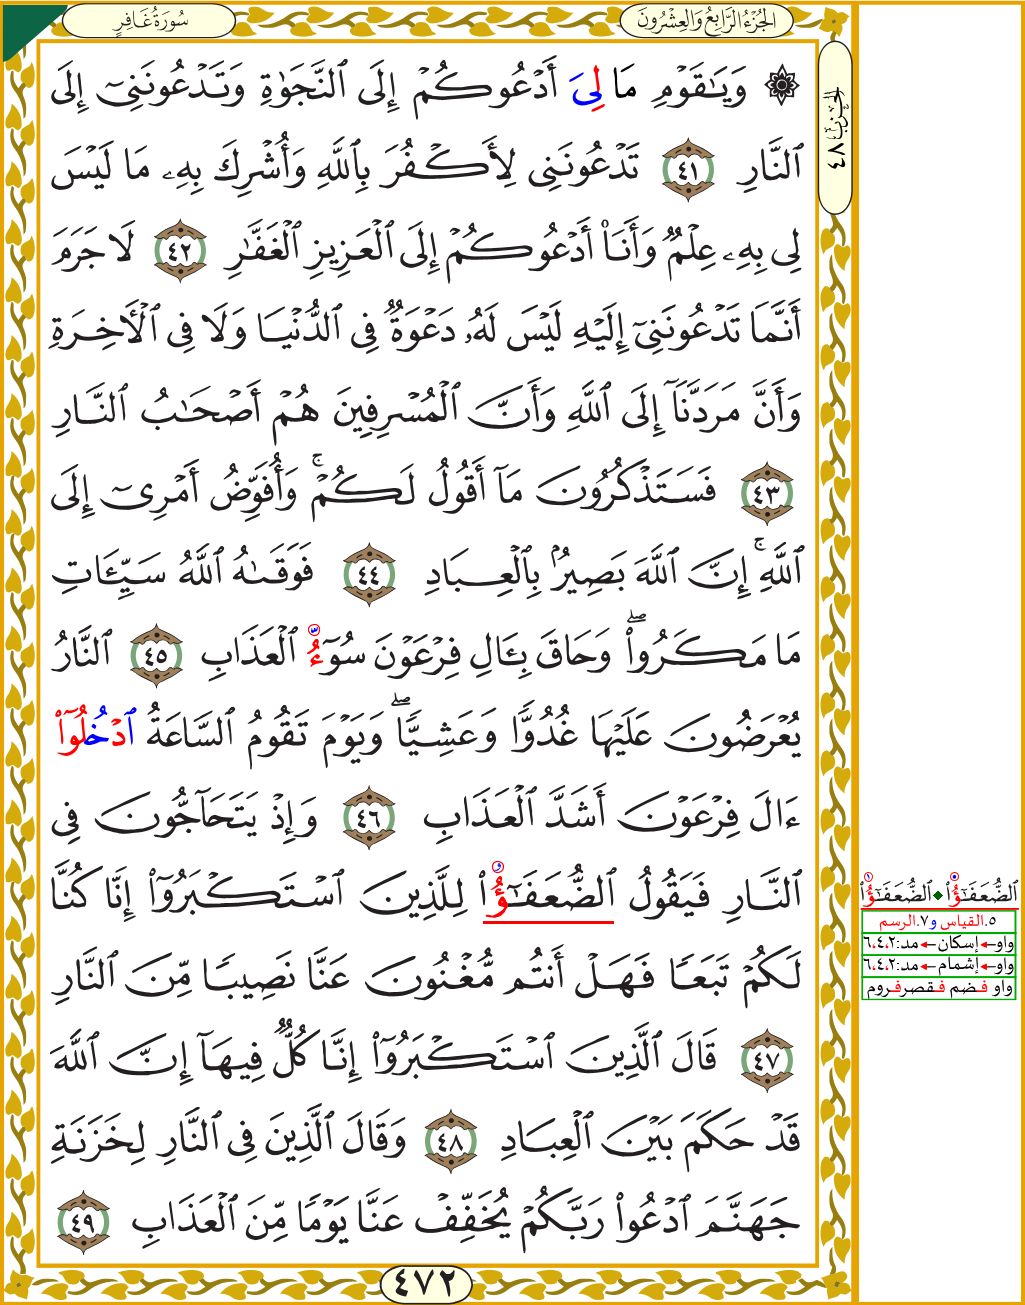 سُورَةُ غَافِرٍ
الجُزْءُ الرَّابِعُ وَالعِشْرُونَ
الحِزْبُ ٤٨
۞ وَيَٰقَوْمِ مَا لِىَ أَدْعُوكُمْ إِلَى ٱلنَّجَوٰةِ وَتَدْعُونَنِىٓ إِلَى
ٱلنَّارِ ٤١ تَدْعُونَنِى لِأَكْفُرَ بِٱللَّهِ وَأُشْرِكَ بِهِۦ مَا لَيْسَ
لِى بِهِۦ عِلْمٌ وَأَنَا۠ أَدْعُوكُمْ إِلَى ٱلْعَزِيزِ ٱلْغَفَّٰرِ ٤٢ لَا جَرَمَ
أَنَّمَا تَدْعُونَنِىٓ إِلَيْهِ لَيْسَ لَهُۥ دَعْوَةٌ فِى ٱلدُّنْيَا وَلَا فِى ٱلْأَخِرَةِ
وَأَنَّ مَرَدَّنَآ إِلَى ٱللَّهِ وَأَنَّ ٱلْمُسْرِفِينَ هُمْ أَصْحَٰبُ ٱلنَّارِ
٤٣ فَسَتَذْكُرُونَ مَآ أَقُولُ لَكُمْۚ وَأُفَوِّضُ أَمْرِىٓ إِلَى
ٱللَّهِۚ إِنَّ ٱللَّهَ بَصِيرٌۢ بِٱلْعِبَادِ ٤٤ فَوَقَىٰهُ ٱللَّهُ سَيِّـَٔاتِ
مَا مَكَرُوا۟ۖ وَحَاقَ بِـَٔالِ فِرْعَوْنَ سُوٓءُ ٱلْعَذَابِ ٤٥ ٱلنَّارُ
يُعْرَضُونَ عَلَيْهَا غُدُوًّا وَعَشِيًّاۖ وَيَوْمَ تَقُومُ ٱلسَّاعَةُ ٱدْخُلُوٓا۟
ءَالَ فِرْعَوْنَ أَشَدَّ ٱلْعَذَابِ ٤٦ وَإِذْ يَتَحَآجُّونَ فِى
ٱلنَّارِ فَيَقُولُ ٱلضُّعَفَٰٓؤُا۟ لِلَّذِينَ ٱسْتَكْبَرُوٓا۟ إِنَّا كُنَّا
لَكُمْ تَبَعًا فَهَلْ أَنتُم مُّغْنُونَ عَنَّا نَصِيبًا مِّنَ ٱلنَّارِ
٤٧ قَالَ ٱلَّذِينَ ٱسْتَكْبَرُوٓا۟ إِنَّا كُلٌّ فِيهَآ إِنَّ ٱللَّهَ
قَدْ حَكَمَ بَيْنَ ٱلْعِبَادِ ٤٨ وَقَالَ ٱلَّذِينَ فِى ٱلنَّارِ لِخَزَنَةِ
جَهَنَّمَ ٱدْعُوا۟ رَبَّكُمْ يُخَفِّفْ عَنَّا يَوْمًا مِّنَ ٱلْعَذَابِ ٤٩
٤٧٢
ٱلضُّعَفَٰٓؤْا ♦ ٱلضُّعَفَٰٓؤُا
٥.القياس و٧.الرسم
واو←إسكان←مد:٦،٤،٢
واو←إشمام←مد:٦،٤،٢
واو فضم فقصر فروم